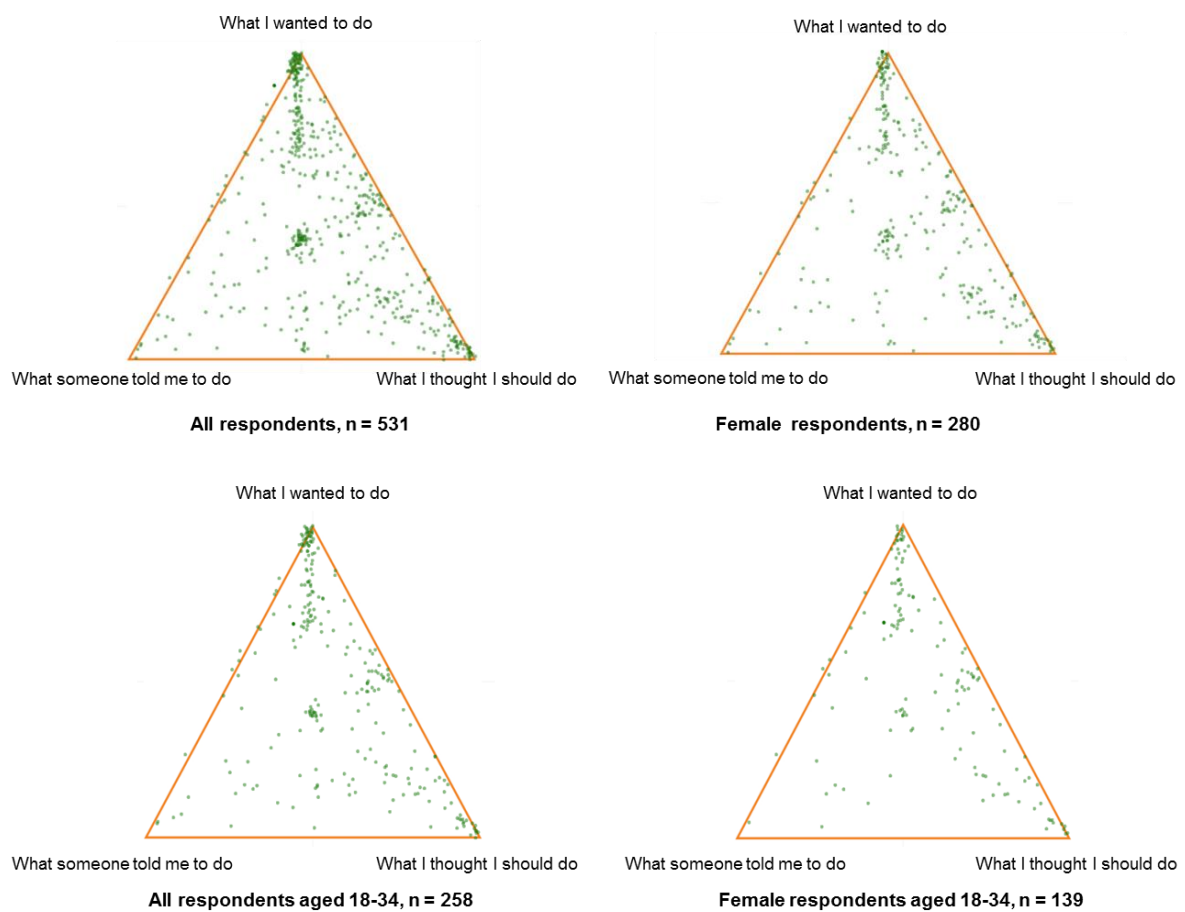 What I wanted to do
What I wanted to do
What someone told me to do
What I thought I should do
What someone told me to do
What I thought I should do
All respondents, n = 531
Female respondents, n = 280
What I wanted to do
What I wanted to do
What someone told me to do
What I thought I should do
What someone told me to do
What I thought I should do
All respondents aged 18-34, n = 258
Female respondents aged 18-34, n = 139